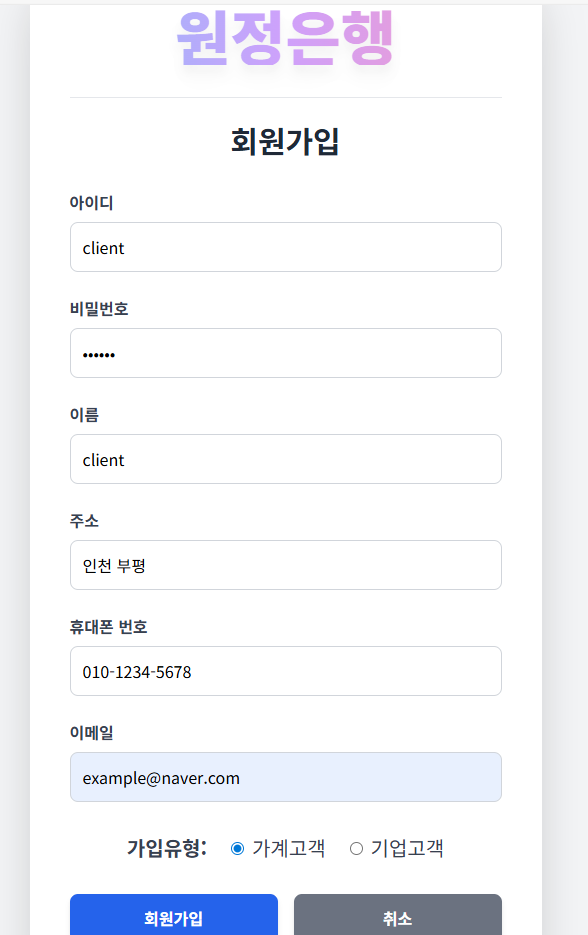 원정은행
회원가입
아이디
client
비밀번호
••••••
이름
client
주소
인천 부평
휴대폰 번호
010-1234-5678
이메일
example@naver.com
가입유형: 가계고객 기업고객
회원가입 취소